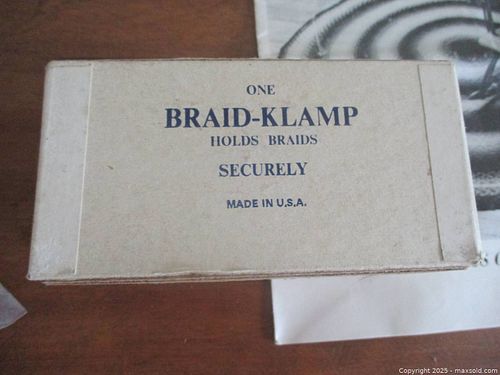 ONE
BRAID-KLAMP
HOLDS BRAIDS
SECURELY
MADE IN U.S.A.
Copyright © 2025 - maxsold.com